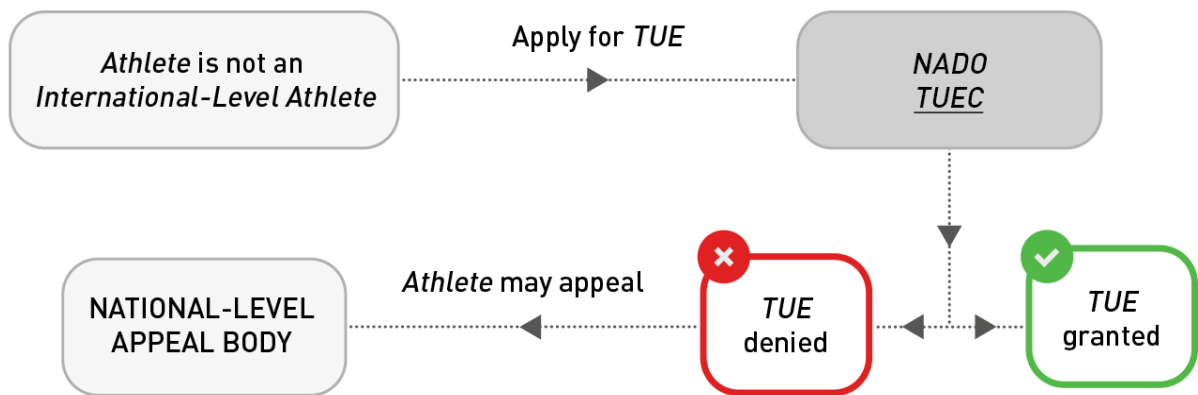 Athlete is not an
International-Level Athlete
Apply for TUE
NADO
TUEC
NATIONAL-LEVEL
APPEAL BODY
Athlete may appeal
TUE
denied
TUE
granted